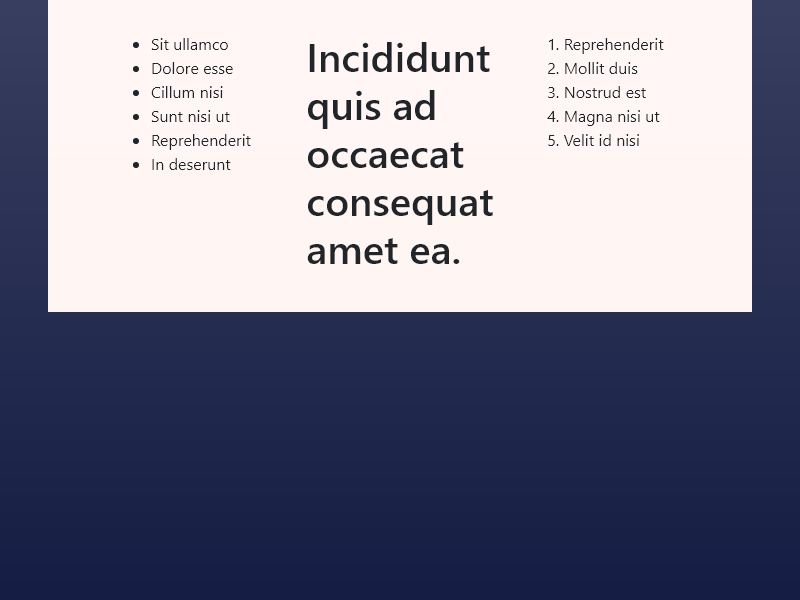 • Sit ullamco
• Dolore esse
• Cillum nisi
• Sunt nisi ut
• Reprehenderit
• In deserunt
Incididunt
quis ad
occaecat
consequat
amet ea.
1. Reprehenderit
2. Mollit duis
3. Nostrud est
4. Magna nisi ut
5. Velit id nisi